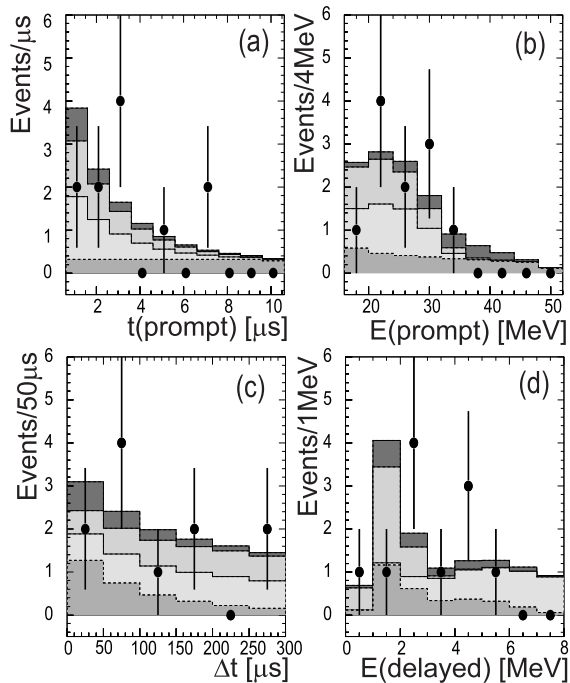 (a)
Events/μs
6
5
4
3
2
1
0
2 4 6 8 10
t(prompt) [μs]
(b)
Events/4MeV
6
5
4
3
2
1
0
20 30 40 50
E(prompt) [MeV]
(c)
Events/50μs
6
5
4
3
2
1
0
0 50 100 150 200 250 300
Δt [μs]
(d)
Events/1MeV
6
5
4
3
2
1
0
0 2 4 6 8
E(delayed) [MeV]